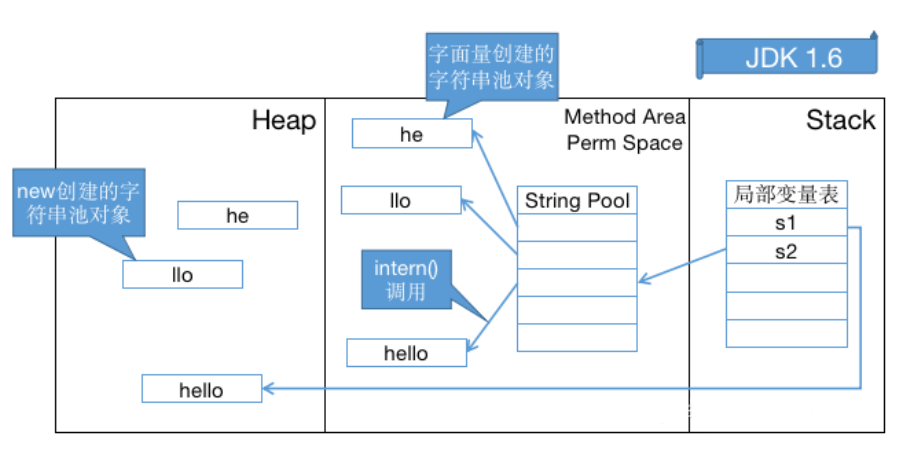 JDK 1.6
字面量创建的
字符串池对象
Heap
Method Area
Perm Space
Stack
he
new创建的字
符串池对象
he
llo
llo
String Pool
局部变量表
s1
s2
intern()
调用
hello
hello